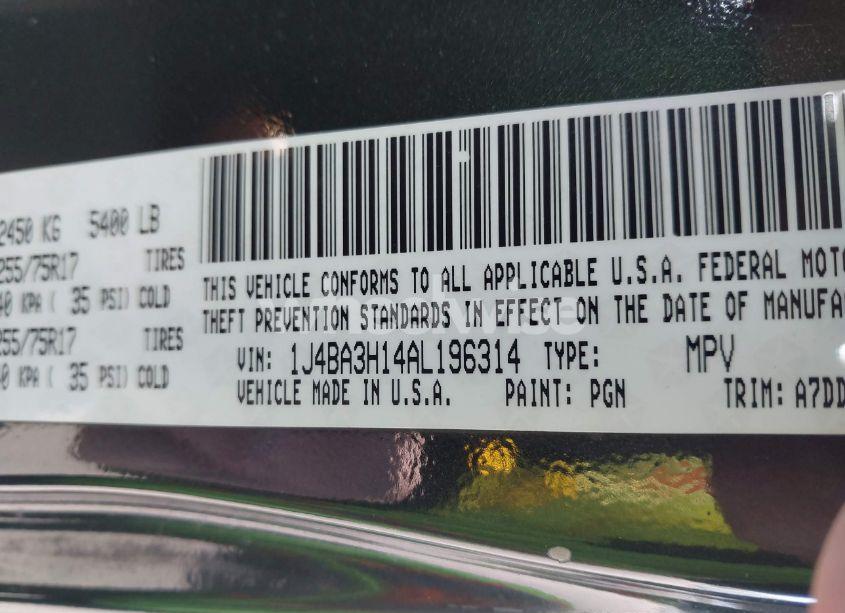 2450 KG 5400 LB
255/75R17 TIRES
KPA ( 35 PSI) COLD
255/75R17 TIRES
KPA ( 35 PSI) COLD
THIS VEHICLE CONFORMS TO ALL APPLICABLE U.S.A. FEDERAL MOTO
THEFT PREVENTION STANDARDS IN EFFECT ON THE DATE OF MANUFA
VIN: 1J4BA3H14AL196314 TYPE: MPV
VEHICLE MADE IN U.S.A. PAINT: PGN TRIM: A7DD